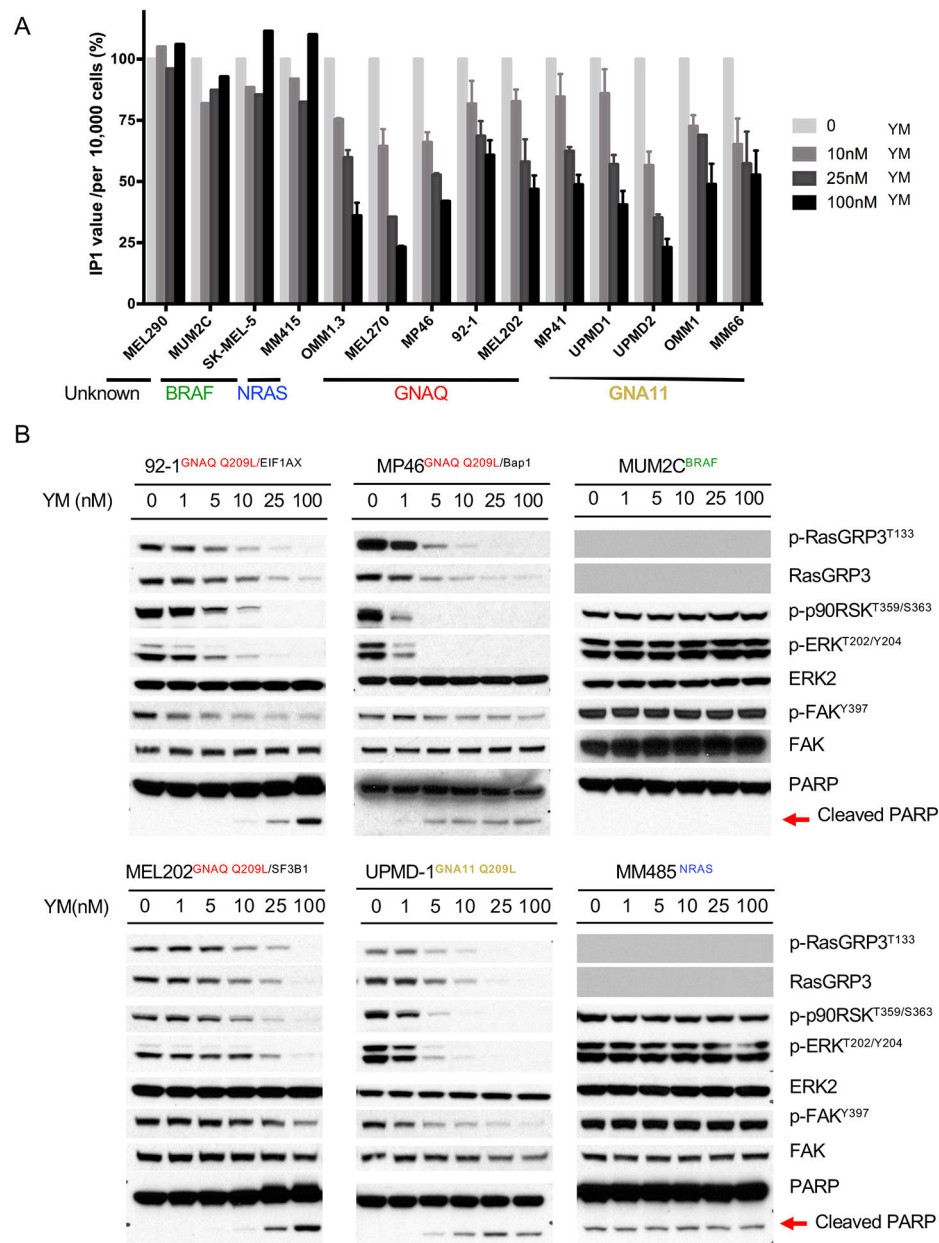 A
IP1 value /per 10,000 cells (%)
100
75
50
25
0
0 YM
10nM YM
25nM YM
100nM YM
MEL290 MUM2C SK-MEL-5 MM415 OMM1.3 MEL270 MP46 92-1 MEL202 MP41 UPMD1 UPMD2 OMM1 MM66
Unknown BRAF NRAS GNAQ GNA11
B
92-1GNAQ Q209L/EIF1AX MP46GNAQ Q209L/Bap1 MUM2CBRAF
YM (nM) 0 1 5 10 25 100 0 1 5 10 25 100 0 1 5 10 25 100
p-RasGRP3T133
RasGRP3
p-p90RSKT359/S363
p-ERKT202/Y204
ERK2
p-FAKY397
FAK
PARP
Cleaved PARP
MEL202GNAQ Q209L/SF3B1 UPMD-1GNA11 Q209L MM485 NRAS
YM(nM) 0 1 5 10 25 100 0 1 5 10 25 100 0 1 5 10 25 100
p-RasGRP3T133
RasGRP3
p-p90RSKT359/S363
p-ERKT202/Y204
ERK2
p-FAKY397
FAK
PARP
Cleaved PARP